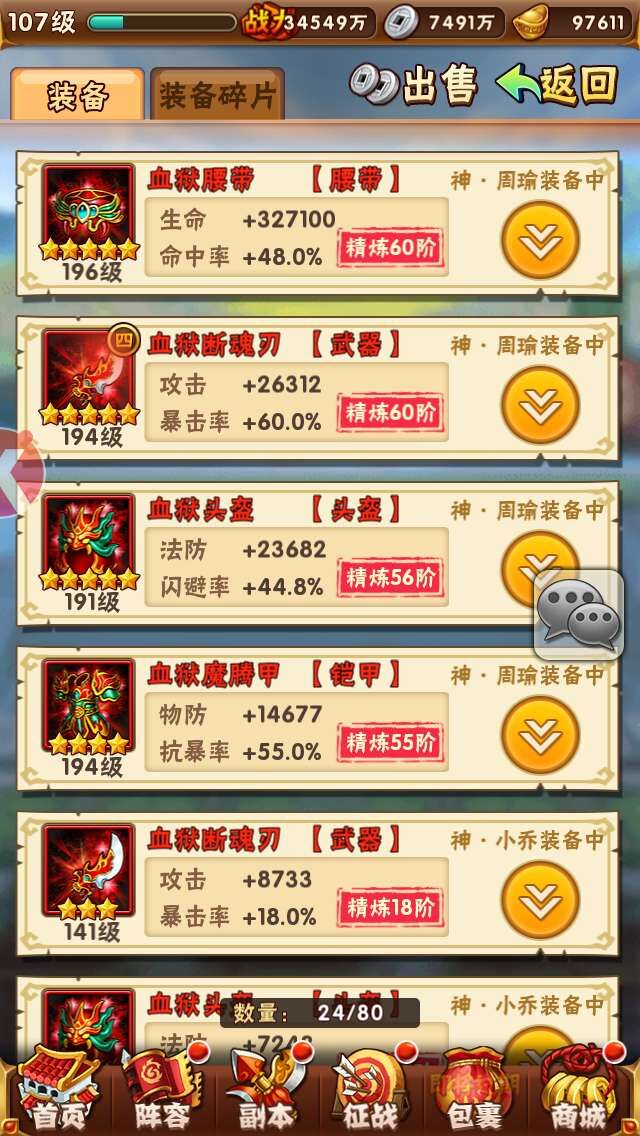 107级 战力 34549万 7491万 97611
装备 装备碎片 出售 返回
血狱腰带 【腰带】 神·周瑜装备中
生命 +327100
命中率 +48.0% 精炼60阶
196级
四 血狱断魂刃 【武器】 神·周瑜装备中
攻击 +26312
暴击率 +60.0% 精炼60阶
194级
血狱头盔 【头盔】 神·周瑜装备中
法防 +23682
闪避率 +44.8% 精炼56阶
191级
血狱魔腾甲 【铠甲】 神·周瑜装备中
物防 +14677
抗暴率 +55.0% 精炼55阶
194级
血狱断魂刃 【武器】 神·小乔装备中
攻击 +8733
暴击率 +18.0% 精炼18阶
141级
血狱头盔 【头盔】 神·小乔装备中
数量： 24/80
法防
首页 阵容 副本 征战 包裹 商城